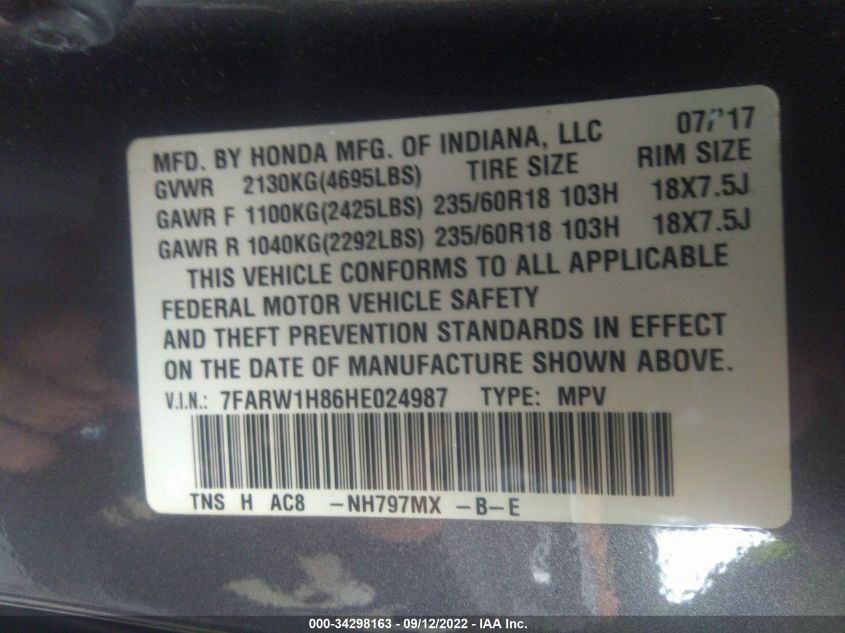 MFD. BY HONDA MFG. OF INDIANA, LLC 07/17
GVWR 2130KG(4695LBS) TIRE SIZE RIM SIZE
GAWR F 1100KG(2425LBS) 235/60R18 103H 18X7.5J
GAWR R 1040KG(2292LBS) 235/60R18 103H 18X7.5J
THIS VEHICLE CONFORMS TO ALL APPLICABLE
FEDERAL MOTOR VEHICLE SAFETY
AND THEFT PREVENTION STANDARDS IN EFFECT
ON THE DATE OF MANUFACTURE SHOWN ABOVE.
V.I.N.: 7FARW1H86HE024987 TYPE: MPV
TNS H AC8 -NH797MX -B-E
000-34298163 - 09/12/2022 - IAA Inc.